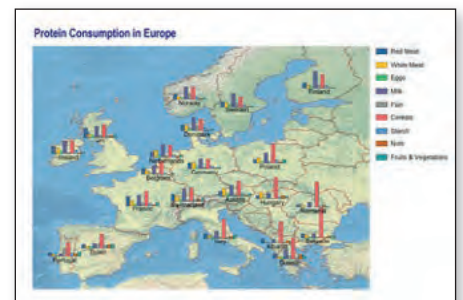 Protein Consumption in Europe
Red Meat
White Meat
Eggs
Milk
Fish
Cereals
Starch
Nuts
Fruits & Vegetables
Norway
Sweden
Finland
Denmark
Ireland
Netherlands
Belgium
Germany
Poland
France
Switzerland
Austria
Hungary
Romania
Italy
Bulgaria
Albania
Greece
Portugal
Spain